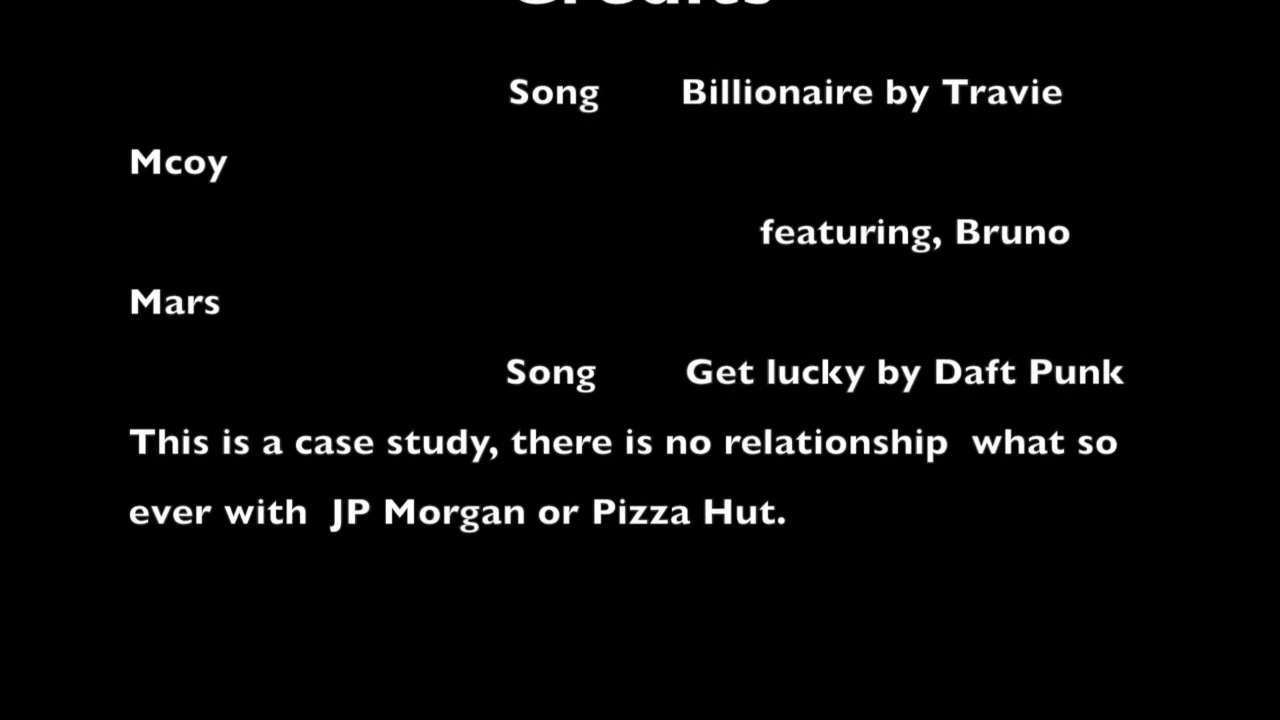 Credits
Song Billionaire by Travie
Mcoy
featuring, Bruno
Mars
Song Get lucky by Daft Punk
This is a case study, there is no relationship what so
ever with JP Morgan or Pizza Hut.